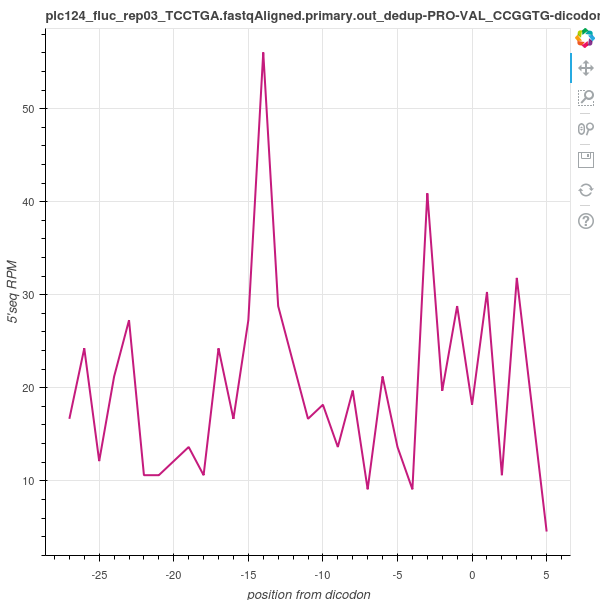 plc124_fluc_rep03_TCCTGA.fastqAligned.primary.out_dedup-PRO-VAL_CCGGTG-dicodon
50
40
30
20
10
5'seq RPM
-25 -20 -15 -10 -5 0 5
position from dicodon